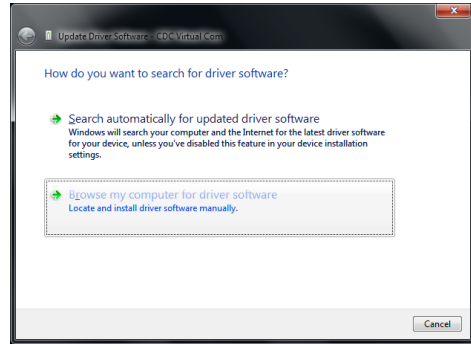 Update Driver Software - CDC Virtual Com
How do you want to search for driver software?
Search automatically for updated driver software
Windows will search your computer and the Internet for the latest driver software
for your device, unless you've disabled this feature in your device installation
settings.
Browse my computer for driver software
Locate and install driver software manually.
Cancel